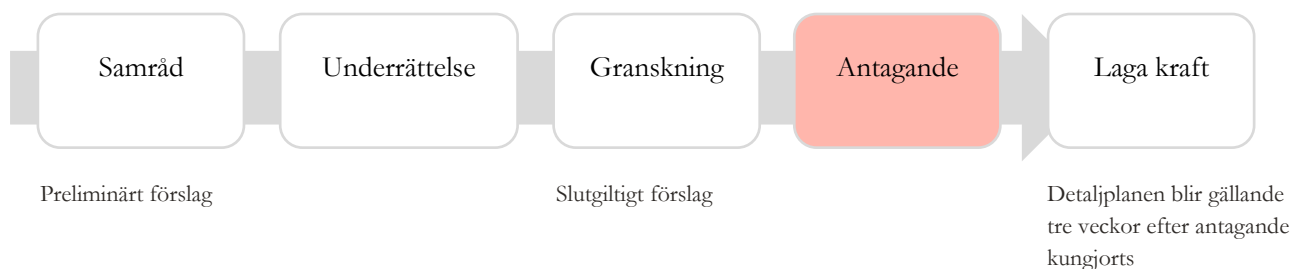 Samråd
Underrättelse
Granskning
Antagande
Laga kraft
Preliminärt förslag
Slutgiltigt förslag
Detaljplanen blir gällande
tre veckor efter antagande
kungjorts